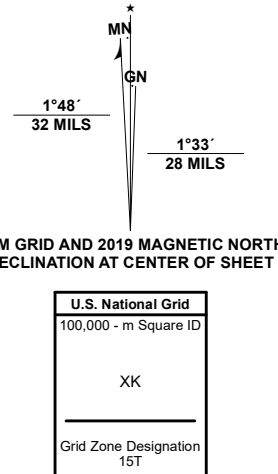 ★
MN
GN
1°48´
32 MILS
1°33´
28 MILS
M GRID AND 2019 MAGNETIC NORTH
ECLINATION AT CENTER OF SHEET
U.S. National Grid
100,000 - m Square ID
XK
Grid Zone Designation
15T